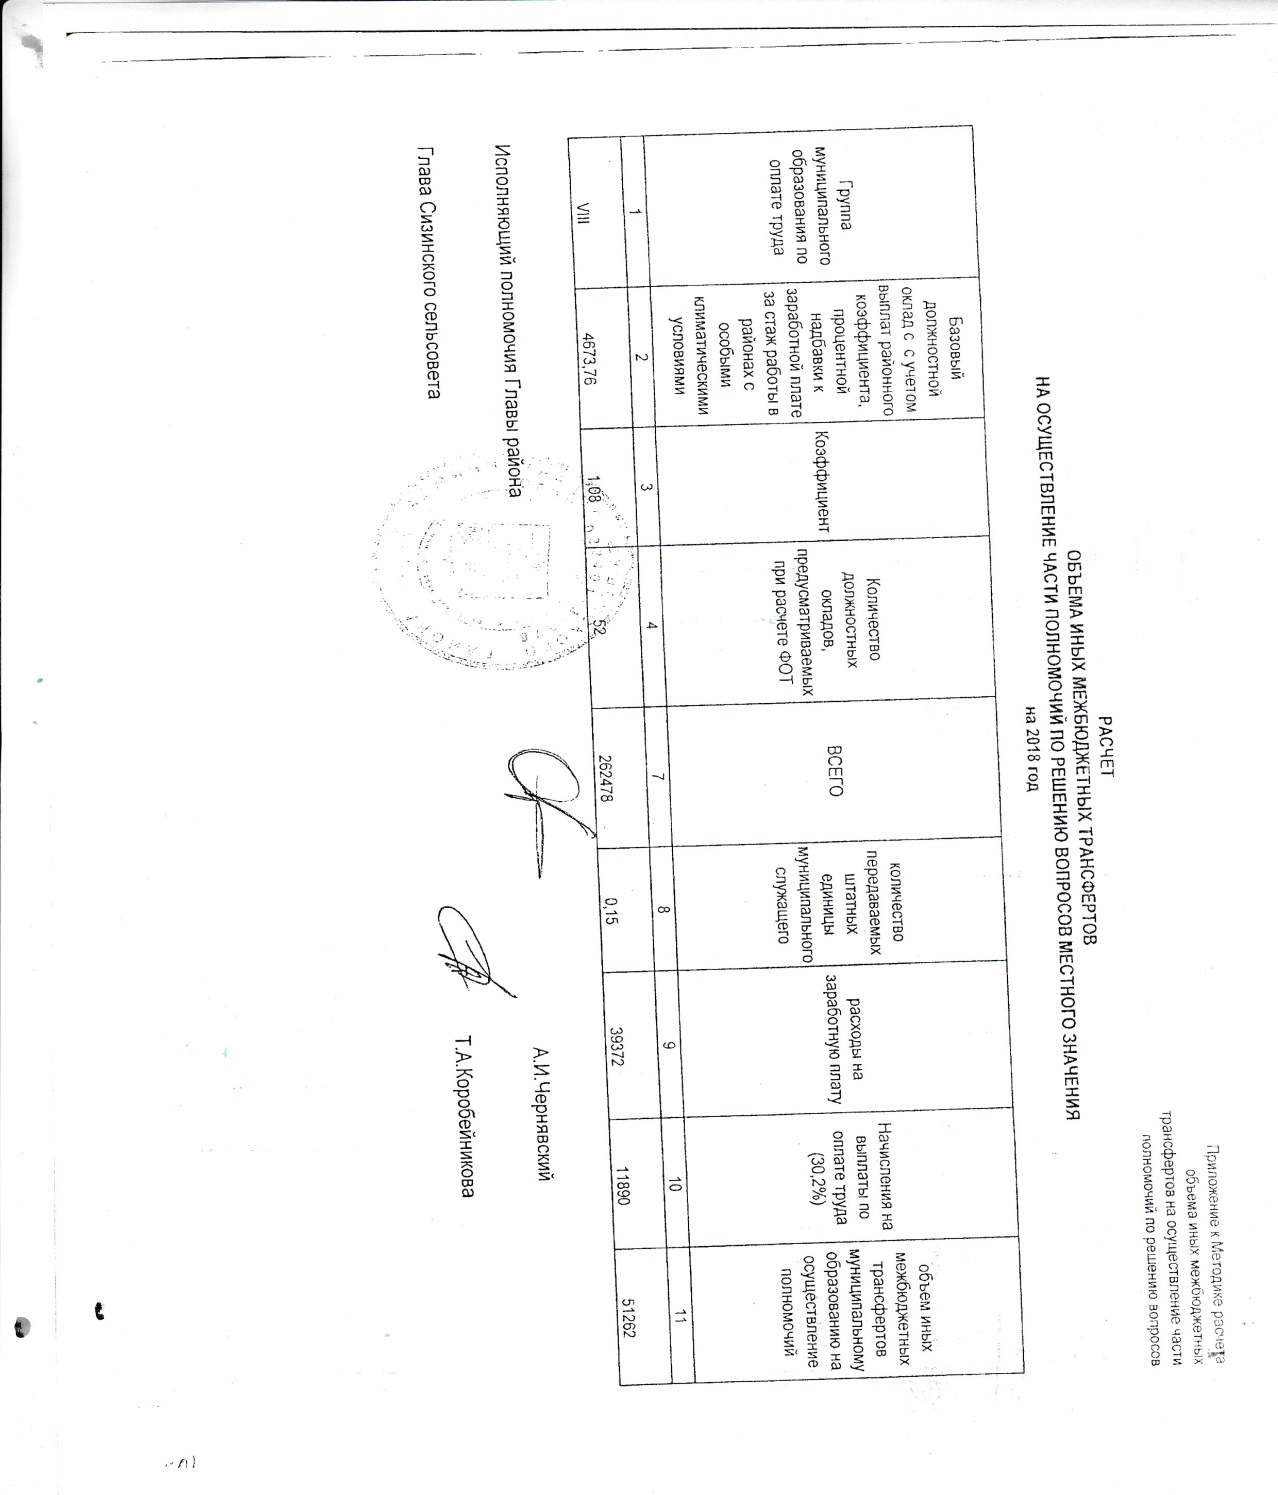 Приложение к Методике расчета
объема иных межбюджетных
трансфертов на осуществление части
полномочий по решению вопросов
РАСЧЕТ
ОБЪЕМА ИНЫХ МЕЖБЮДЖЕТНЫХ ТРАНСФЕРТОВ
НА ОСУЩЕСТВЛЕНИЕ ЧАСТИ ПОЛНОМОЧИЙ ПО РЕШЕНИЮ ВОПРОСОВ МЕСТНОГО ЗНАЧЕНИЯ
на 2018 год
Группа
муниципального
образования по
оплате труда
Базовый
должностной
оклад с с учетом
выплат районного
коэффициента,
процентной
надбавки к
заработной плате
за стаж работы в
районах с
особыми
климатическими
условиями
Коэффициент
Количество
должностных
окладов,
предусматриваемых
при расчете ФОТ
ВСЕГО
количество
передаваемых
штатных
единицы
муниципального
служащего
расходы на
заработную плату
Начисления на
выплаты по
оплате труда
(30,2%)
объем иных
межбюджетных
трансфертов
муниципальному
образованию на
осуществление
полномочий
1 2 3 4 7 8 9 10 11
VIII 4673,76 1,08 52 262478 0,15 39372 11890 51262
Исполняющий полномочия Главы района А.И.Чернявский
Глава Сизинского сельсовета Т.А.Коробейникова